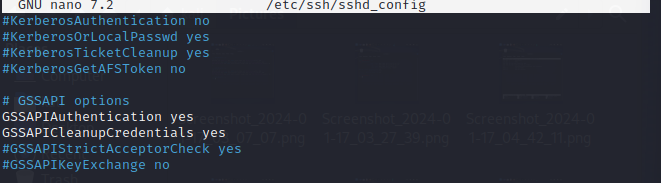 GNU nano 7.2 /etc/ssh/sshd_config
#KerberosAuthentication no
#KerberosOrLocalPasswd yes
#KerberosTicketCleanup yes
#KerberosGetAFSToken no
# GSSAPI options
GSSAPIAuthentication yes
GSSAPICleanupCredentials yes
#GSSAPIStrictAcceptorCheck yes
#GSSAPIKeyExchange no